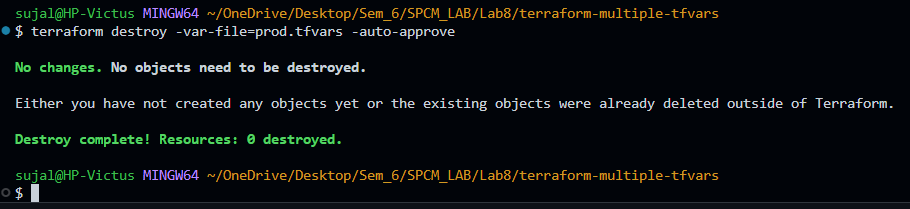 sujal@HP-Victus MINGW64 ~/OneDrive/Desktop/Sem_6/SPCM_LAB/Lab8/terraform-multiple-tfvars
$ terraform destroy -var-file=prod.tfvars -auto-approve
No changes. No objects need to be destroyed.
Either you have not created any objects yet or the existing objects were already deleted outside of Terraform.
Destroy complete! Resources: 0 destroyed.
sujal@HP-Victus MINGW64 ~/OneDrive/Desktop/Sem_6/SPCM_LAB/Lab8/terraform-multiple-tfvars
$